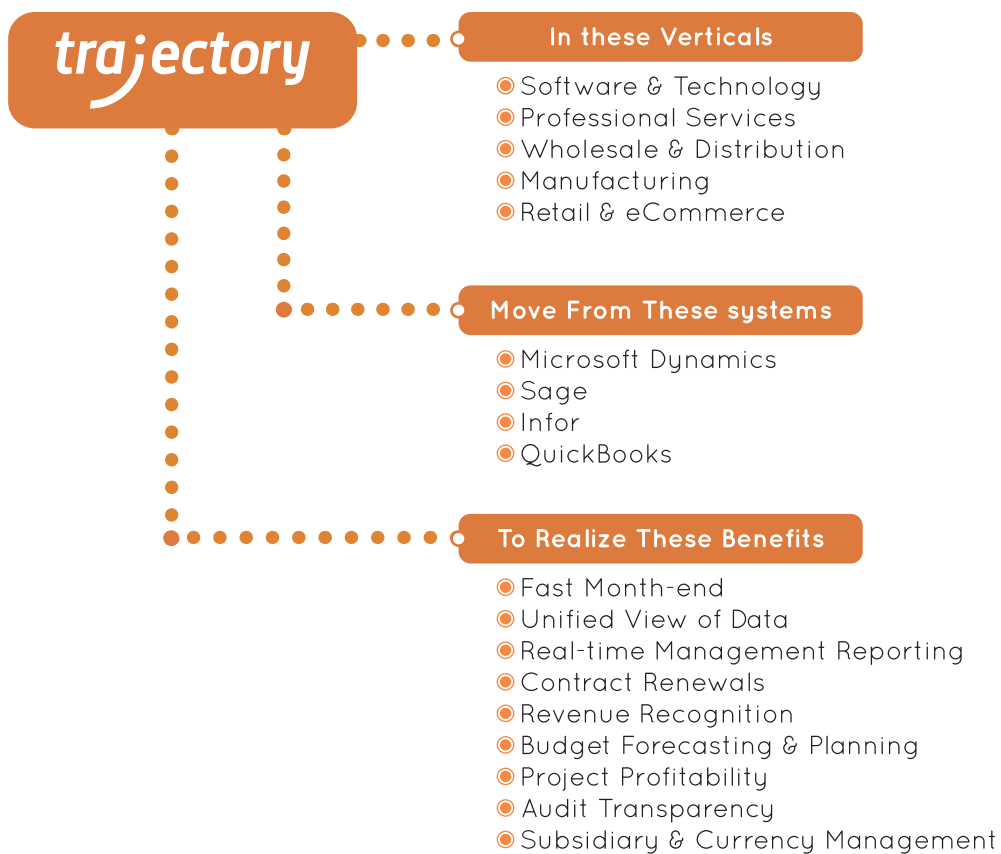 trajectory
In these Verticals
Software & Technology
Professional Services
Wholesale & Distribution
Manufacturing
Retail & eCommerce
Move From These systems
Microsoft Dynamics
Sage
Infor
QuickBooks
To Realize These Benefits
Fast Month-end
Unified View of Data
Real-time Management Reporting
Contract Renewals
Revenue Recognition
Budget Forecasting & Planning
Project Profitability
Audit Transparency
Subsidiary & Currency Management